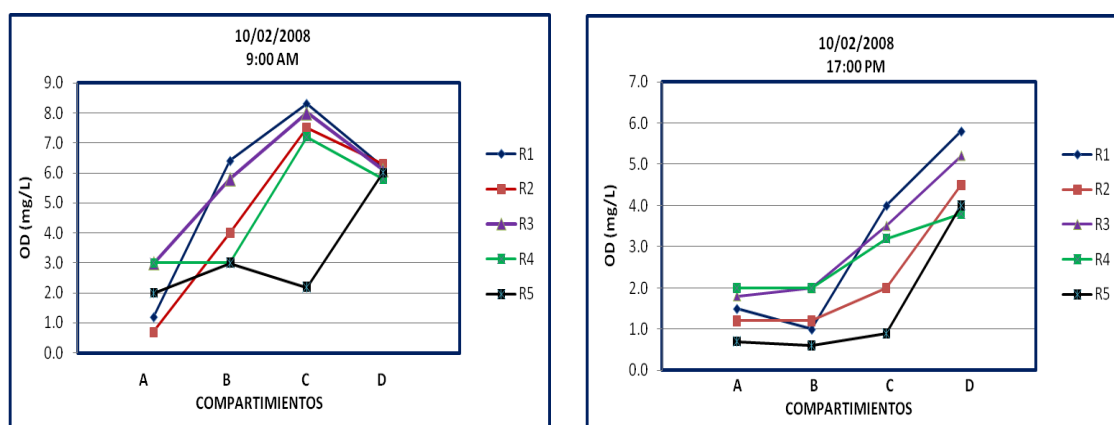 10/02/2008
9:00 AM
9.0
8.0
7.0
6.0
5.0
4.0
3.0
2.0
1.0
0.0
OD (mg/L)
A B C D
COMPARTIMIENTOS
R1
R2
R3
R4
R5
10/02/2008
17:00 PM
7.0
6.0
5.0
4.0
3.0
2.0
1.0
0.0
OD (mg/L)
A B C D
COMPARTIMIENTOS
R1
R2
R3
R4
R5